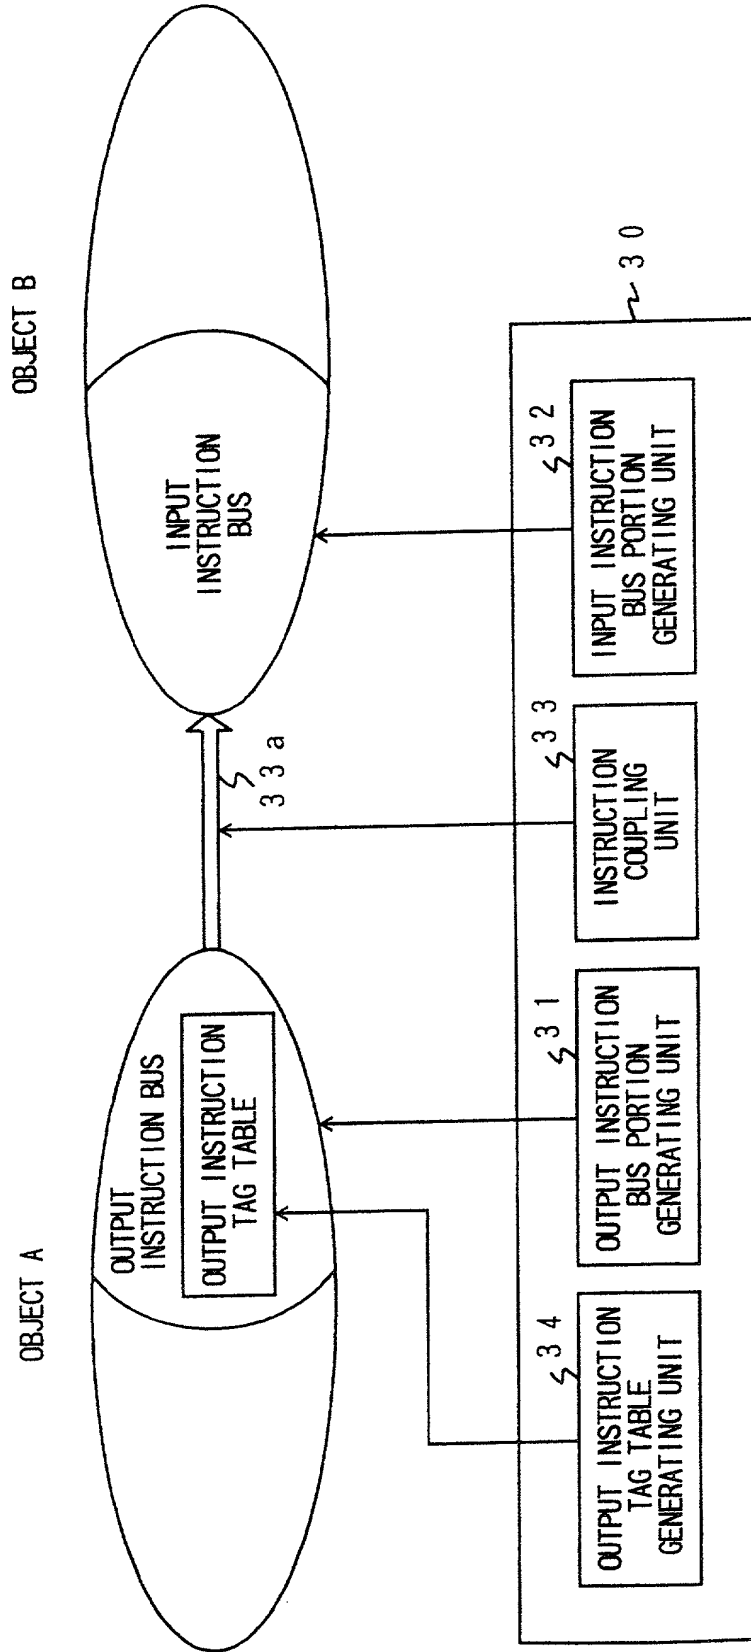 OBJECT A
OBJECT B
OUTPUT
INSTRUCTION BUS
OUTPUT INSTRUCTION
TAG TABLE
33a
INPUT
INSTRUCTION
BUS
34
OUTPUT INSTRUCTION
TAG TABLE
GENERATING UNIT
31
OUTPUT INSTRUCTION
BUS PORTION
GENERATING UNIT
33
INSTRUCTION
COUPLING
UNIT
32
INPUT INSTRUCTION
BUS PORTION
GENERATING UNIT
30